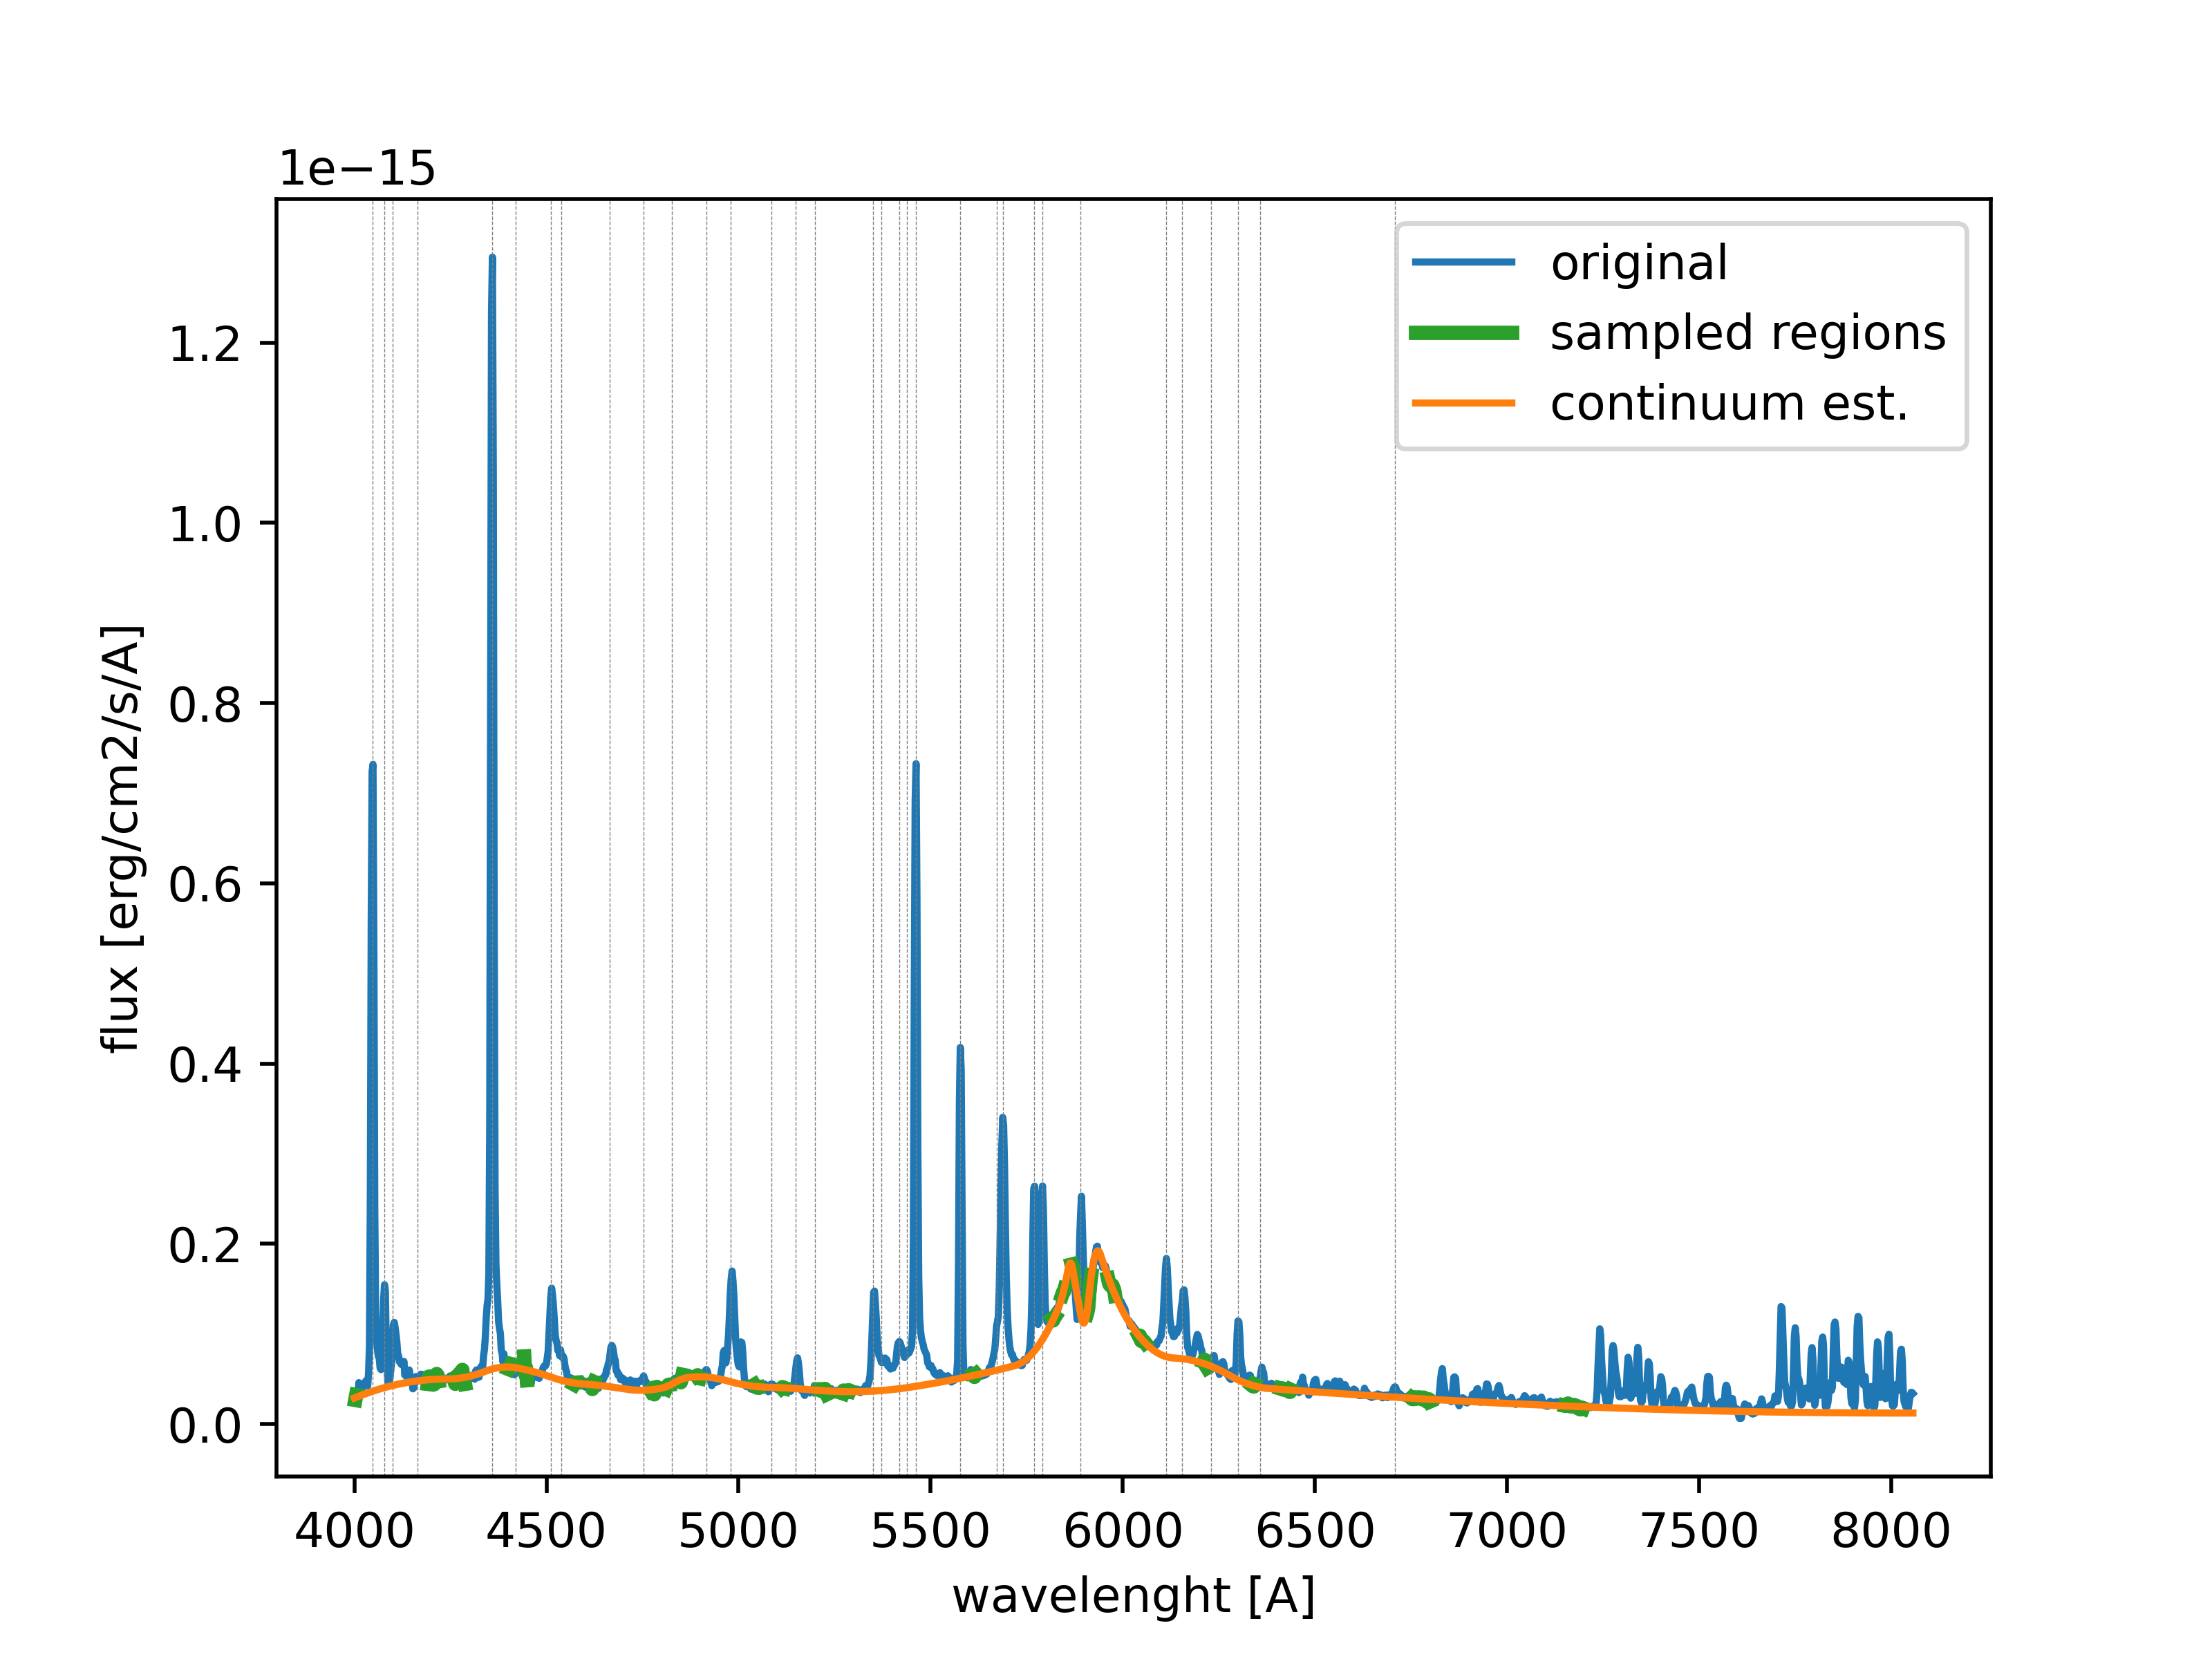 1e−15
original
sampled regions
continuum est.
1.2
1.0
0.8
0.6
0.4
0.2
0.0
flux [erg/cm2/s/A]
4000 4500 5000 5500 6000 6500 7000 7500 8000
wavelenght [A]